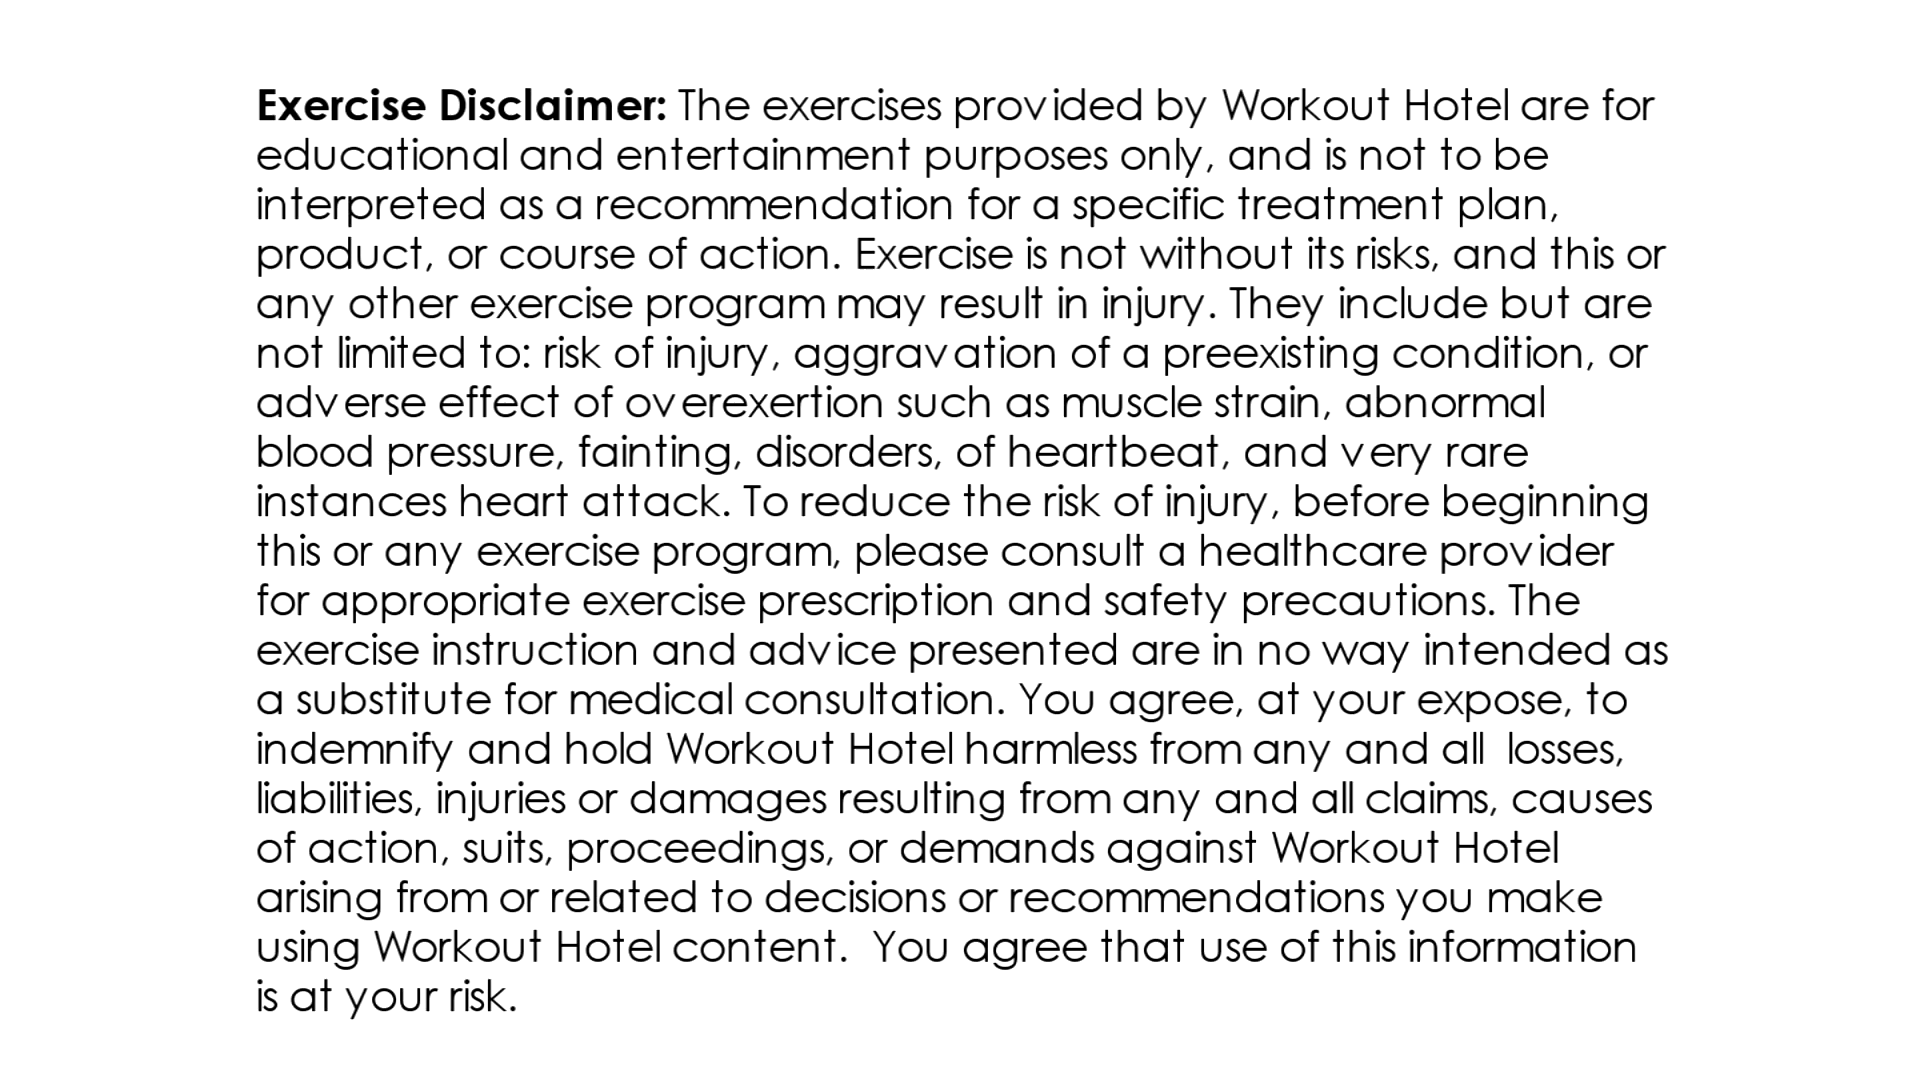 Exercise Disclaimer: The exercises provided by Workout Hotel are for
educational and entertainment purposes only, and is not to be
interpreted as a recommendation for a specific treatment plan,
product, or course of action. Exercise is not without its risks, and this or
any other exercise program may result in injury. They include but are
not limited to: risk of injury, aggravation of a preexisting condition, or
adverse effect of overexertion such as muscle strain, abnormal
blood pressure, fainting, disorders, of heartbeat, and very rare
instances heart attack. To reduce the risk of injury, before beginning
this or any exercise program, please consult a healthcare provider
for appropriate exercise prescription and safety precautions. The
exercise instruction and advice presented are in no way intended as
a substitute for medical consultation. You agree, at your expose, to
indemnify and hold Workout Hotel harmless from any and all  losses,
liabilities, injuries or damages resulting from any and all claims, causes
of action, suits, proceedings, or demands against Workout Hotel
arising from or related to decisions or recommendations you make
using Workout Hotel content.  You agree that use of this information
is at your risk.